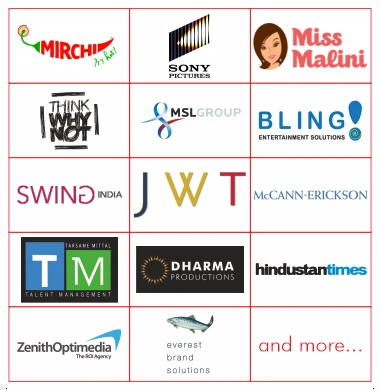 MIRCHI
SONY
PICTURES
Miss
Malini
THINK
WHY
NOT
MSLGROUP
BLING!
ENTERTAINMENT SOLUTIONS
SWING INDIA
JWT
McCANN-ERICKSON
TARSAME MITTAL
TM
TALENT MANAGEMENT
DHARMA
PRODUCTIONS
hindustantimes
ZenithOptimedia
The ROI Agency
everest
brand
solutions
and more...